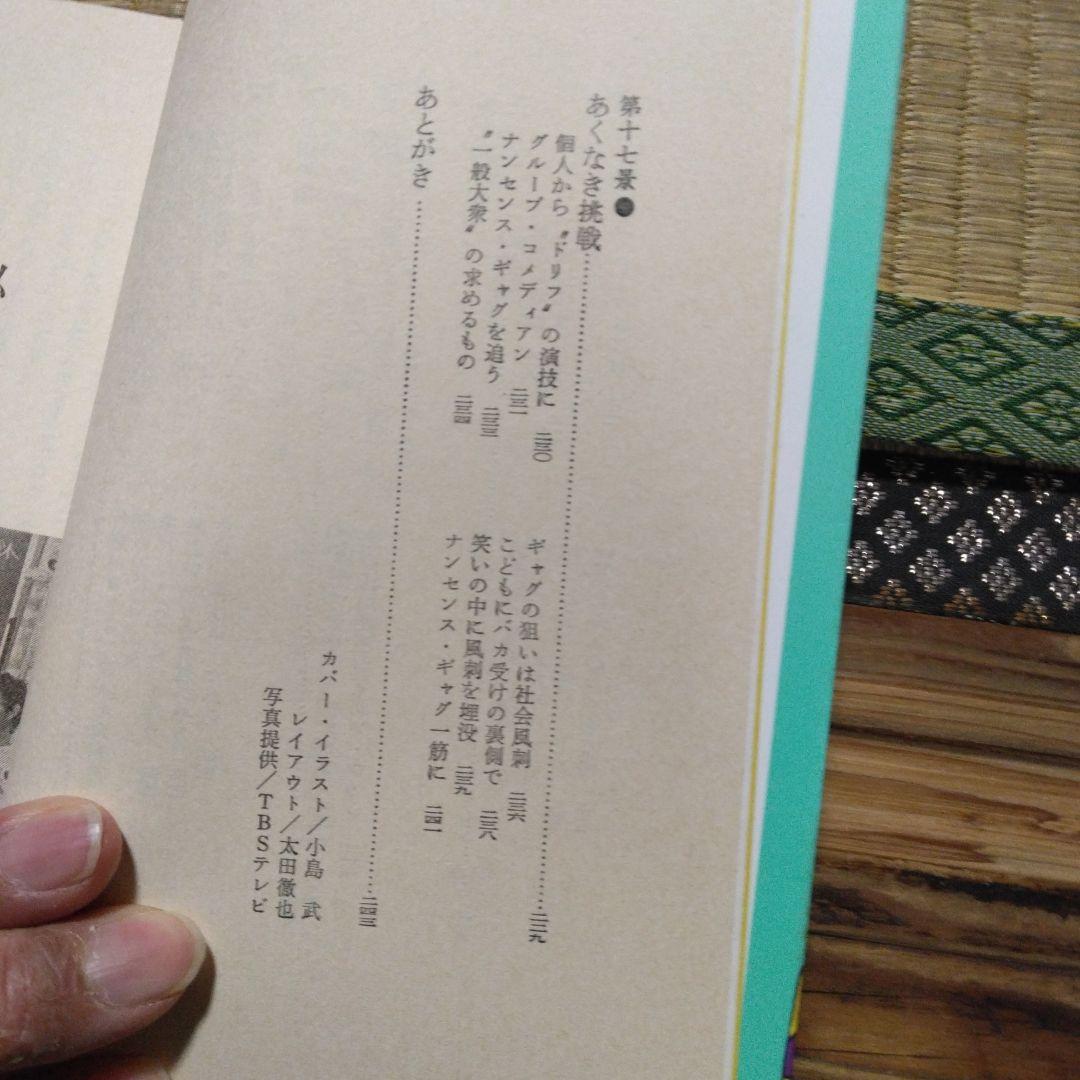 第十七景●
あくなき挑戦……二二九
個人から〝ドリフ〟の演技に 二三〇
グループ・コメディアン 二三一
ナンセンス・ギャグを追う 二三三
〝一般大衆〟の求めるもの 二三四
ギャグの狙いは社会風刺 二三六
こどもにバカ受けの裏側で 二三八
笑いの中に風刺を埋没 二三九
ナンセンス・ギャグ一筋に 二四一
あとがき……二四三
カバー・イラスト/小島 武
レイアウト/太田徹也
写真提供/TBSテレビ